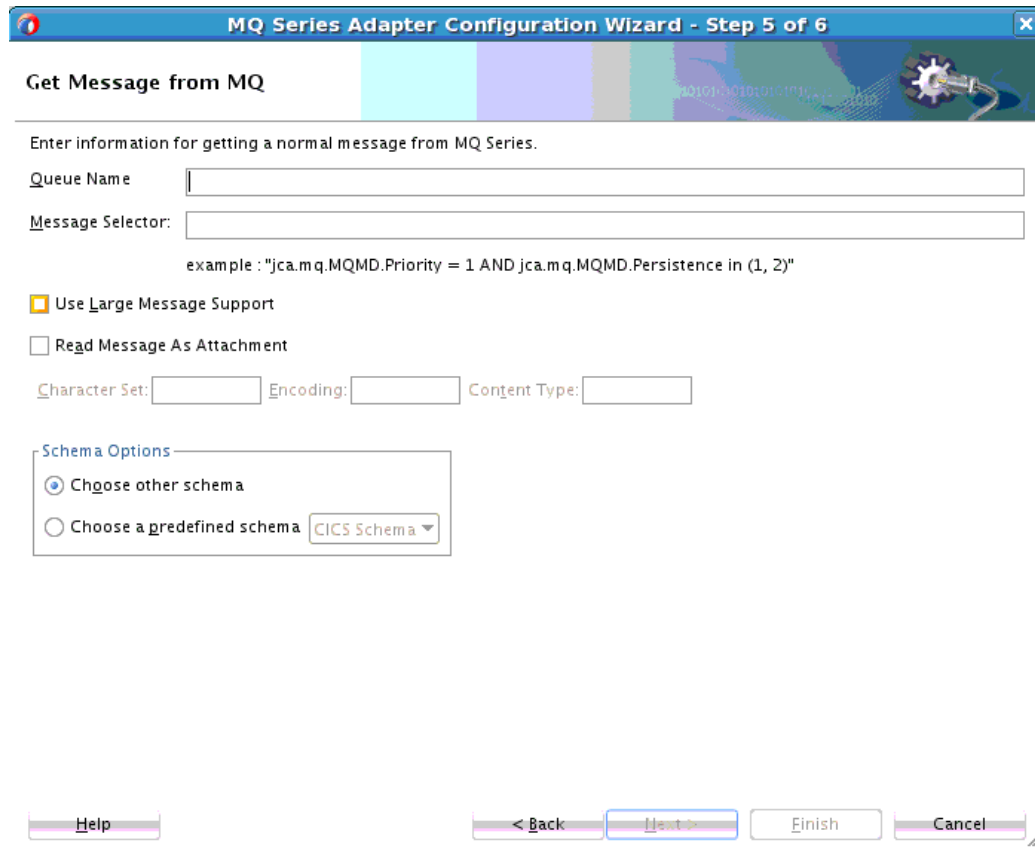 MQ Series Adapter Configuration Wizard - Step 5 of 6
Get Message from MQ
Enter information for getting a normal message from MQ Series.
Queue Name
Message Selector:
example : "jca.mq.MQMD.Priority = 1 AND jca.mq.MQMD.Persistence in (1, 2)"
Use Large Message Support
Read Message As Attachment
Character Set: Encoding: Content Type:
Schema Options
Choose other schema
Choose a predefined schema CICS Schema
Help < Back Next > Finish Cancel